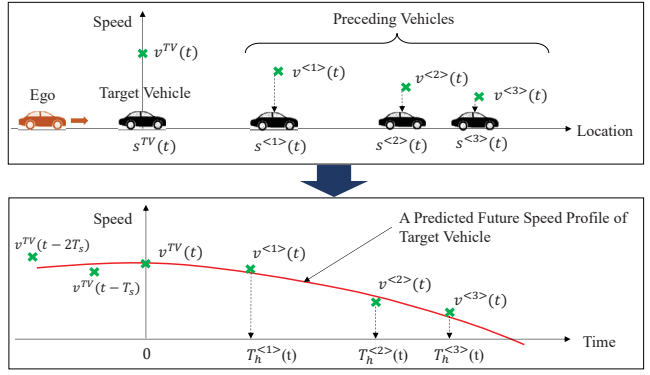 Speed
Preceding Vehicles
v^{TV}(t)
v^{<1>}(t)
v^{<2>}(t)
v^{<3>}(t)
Ego
Target Vehicle
Location
s^{TV}(t)
s^{<1>}(t)
s^{<2>}(t)
s^{<3>}(t)
Speed
A Predicted Future Speed Profile of
Target Vehicle
v^{TV}(t − 2T_s)
v^{TV}(t)
v^{<1>}(t)
v^{TV}(t − T_s)
v^{<2>}(t)
v^{<3>}(t)
Time
0
T_h^{<1>}(t)
T_h^{<2>}(t)
T_h^{<3>}(t)